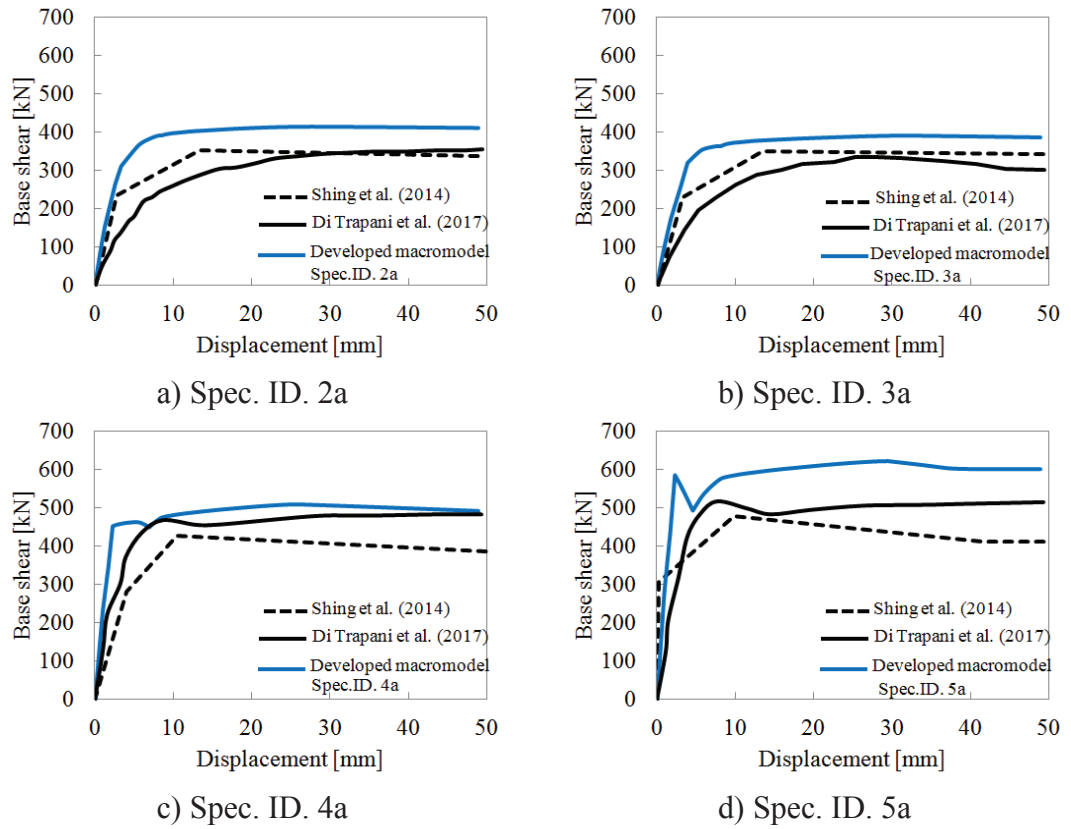 700
600
500
400
300
200
100
0
Base shear [kN]
0 10 20 30 40 50
Displacement [mm]
Shing et al. (2014)
Di Trapani et al. (2017)
Developed macromodel
Spec.ID. 2a
a) Spec. ID. 2a
700
600
500
400
300
200
100
0
Base shear [kN]
0 10 20 30 40 50
Displacement [mm]
Shing et al. (2014)
Di Trapani et al. (2017)
Developed macromodel
Spec.ID. 3a
b) Spec. ID. 3a
700
600
500
400
300
200
100
0
Base shear [kN]
0 10 20 30 40 50
Displacement [mm]
Shing et al. (2014)
Di Trapani et al. (2017)
Developed macromodel
Spec.ID. 4a
c) Spec. ID. 4a
700
600
500
400
300
200
100
0
Base shear [kN]
0 10 20 30 40 50
Displacement [mm]
Shing et al. (2014)
Di Trapani et al. (2017)
Developed macromodel
Spec.ID. 5a
d) Spec. ID. 5a